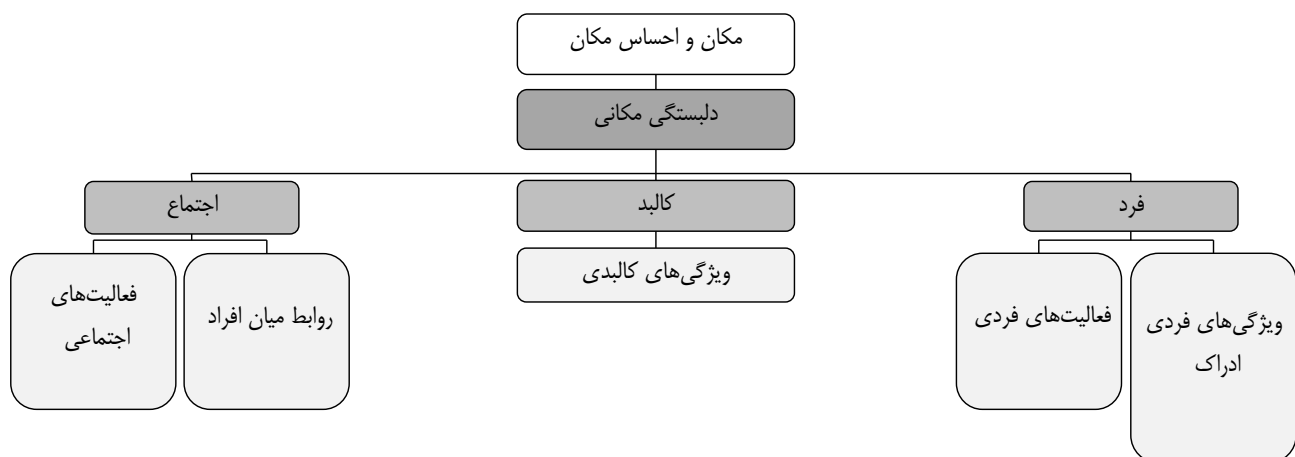 مکان و احساس مکان
دلبستگی مکانی
فرد
کالبد
اجتماع
ویژگی‌های فردی
ادراک
فعالیت‌های فردی
ویژگی‌های کالبدی
روابط میان افراد
فعالیت‌های
اجتماعی